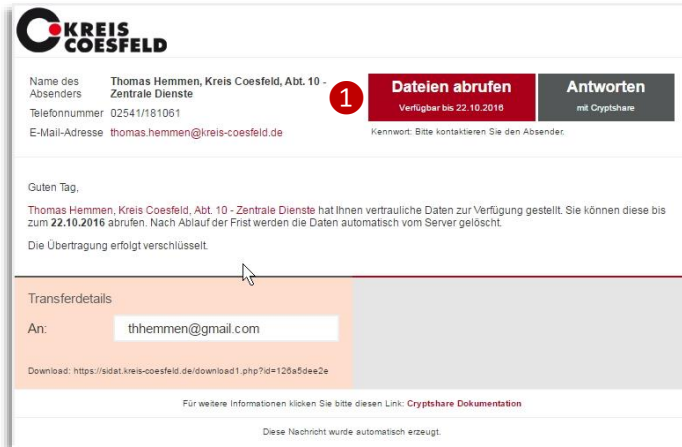 KREIS
COESFELD
Name des Absenders
Thomas Hemmen, Kreis Coesfeld, Abt. 10 -
Zentrale Dienste
Telefonnummer 02541/181061
E-Mail-Adresse thomas.hemmen@kreis-coesfeld.de
1
Dateien abrufen
Verfügbar bis 22.10.2016
Antworten
mit Cryptshare
Kennwort: Bitte kontaktieren Sie den Absender.
Guten Tag,
Thomas Hemmen, Kreis Coesfeld, Abt. 10 - Zentrale Dienste hat Ihnen vertrauliche Daten zur Verfügung gestellt. Sie können diese bis
zum 22.10.2016 abrufen. Nach Ablauf der Frist werden die Daten automatisch vom Server gelöscht.
Die Übertragung erfolgt verschlüsselt.
Transferdetails
An: thhemmen@gmail.com
Download: https://sidat.kreis-coesfeld.de/download1.php?id=126a5dee2e
Für weitere Informationen klicken Sie bitte diesen Link: Cryptshare Dokumentation
Diese Nachricht wurde automatisch erzeugt.